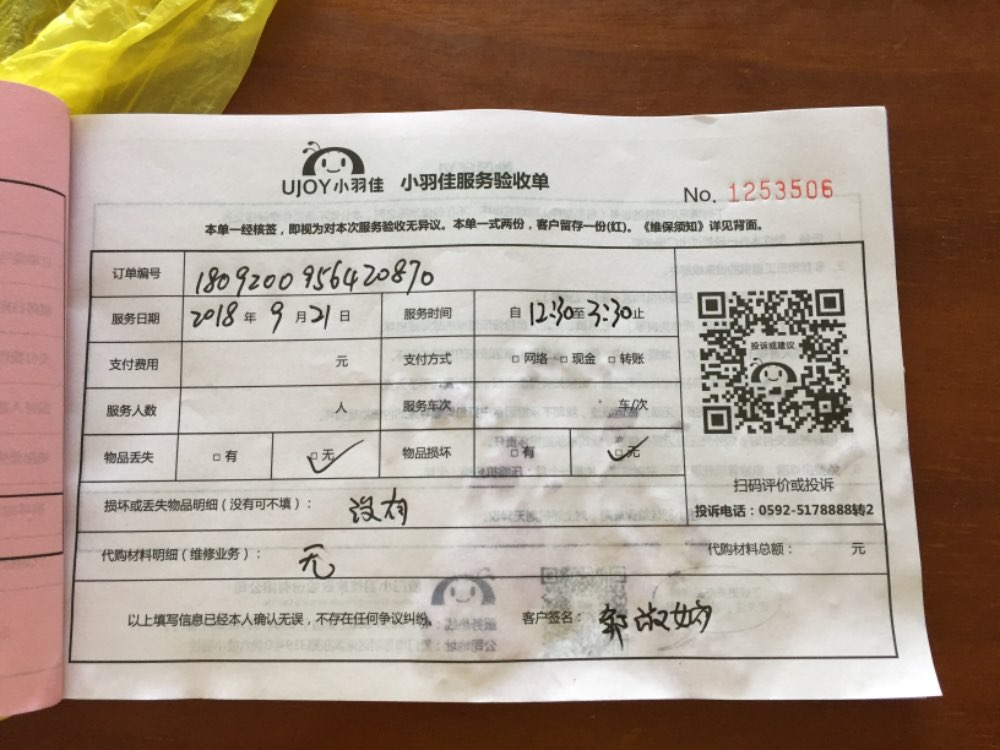 UJOY小羽佳 小羽佳服务验收单
No. 1253506
本单一经核签，即视为对本次服务验收无异议。本单一式两份，客户留存一份(红)。《维保须知》详见背面。
订单编号 1809200956420870
服务日期 2018 年 9 月 21 日 服务时间 自 12:30 至 3:30 止
投诉或建议
支付费用 元 支付方式 □ 网络 □ 现金 □ 转账
服务人数 人 服务车次 车/次
物品丢失 □ 有 □ 无 物品损坏 □ 有 □ 无
扫码评价或投诉
损坏或丢失物品明细（没有可不填）： 没有
投诉电话：0592-5178888转2
代购材料明细（维修业务）： 无 代购材料总额： 元
以上填写信息已经本人确认无误，不存在任何争议纠纷。 客户签名：